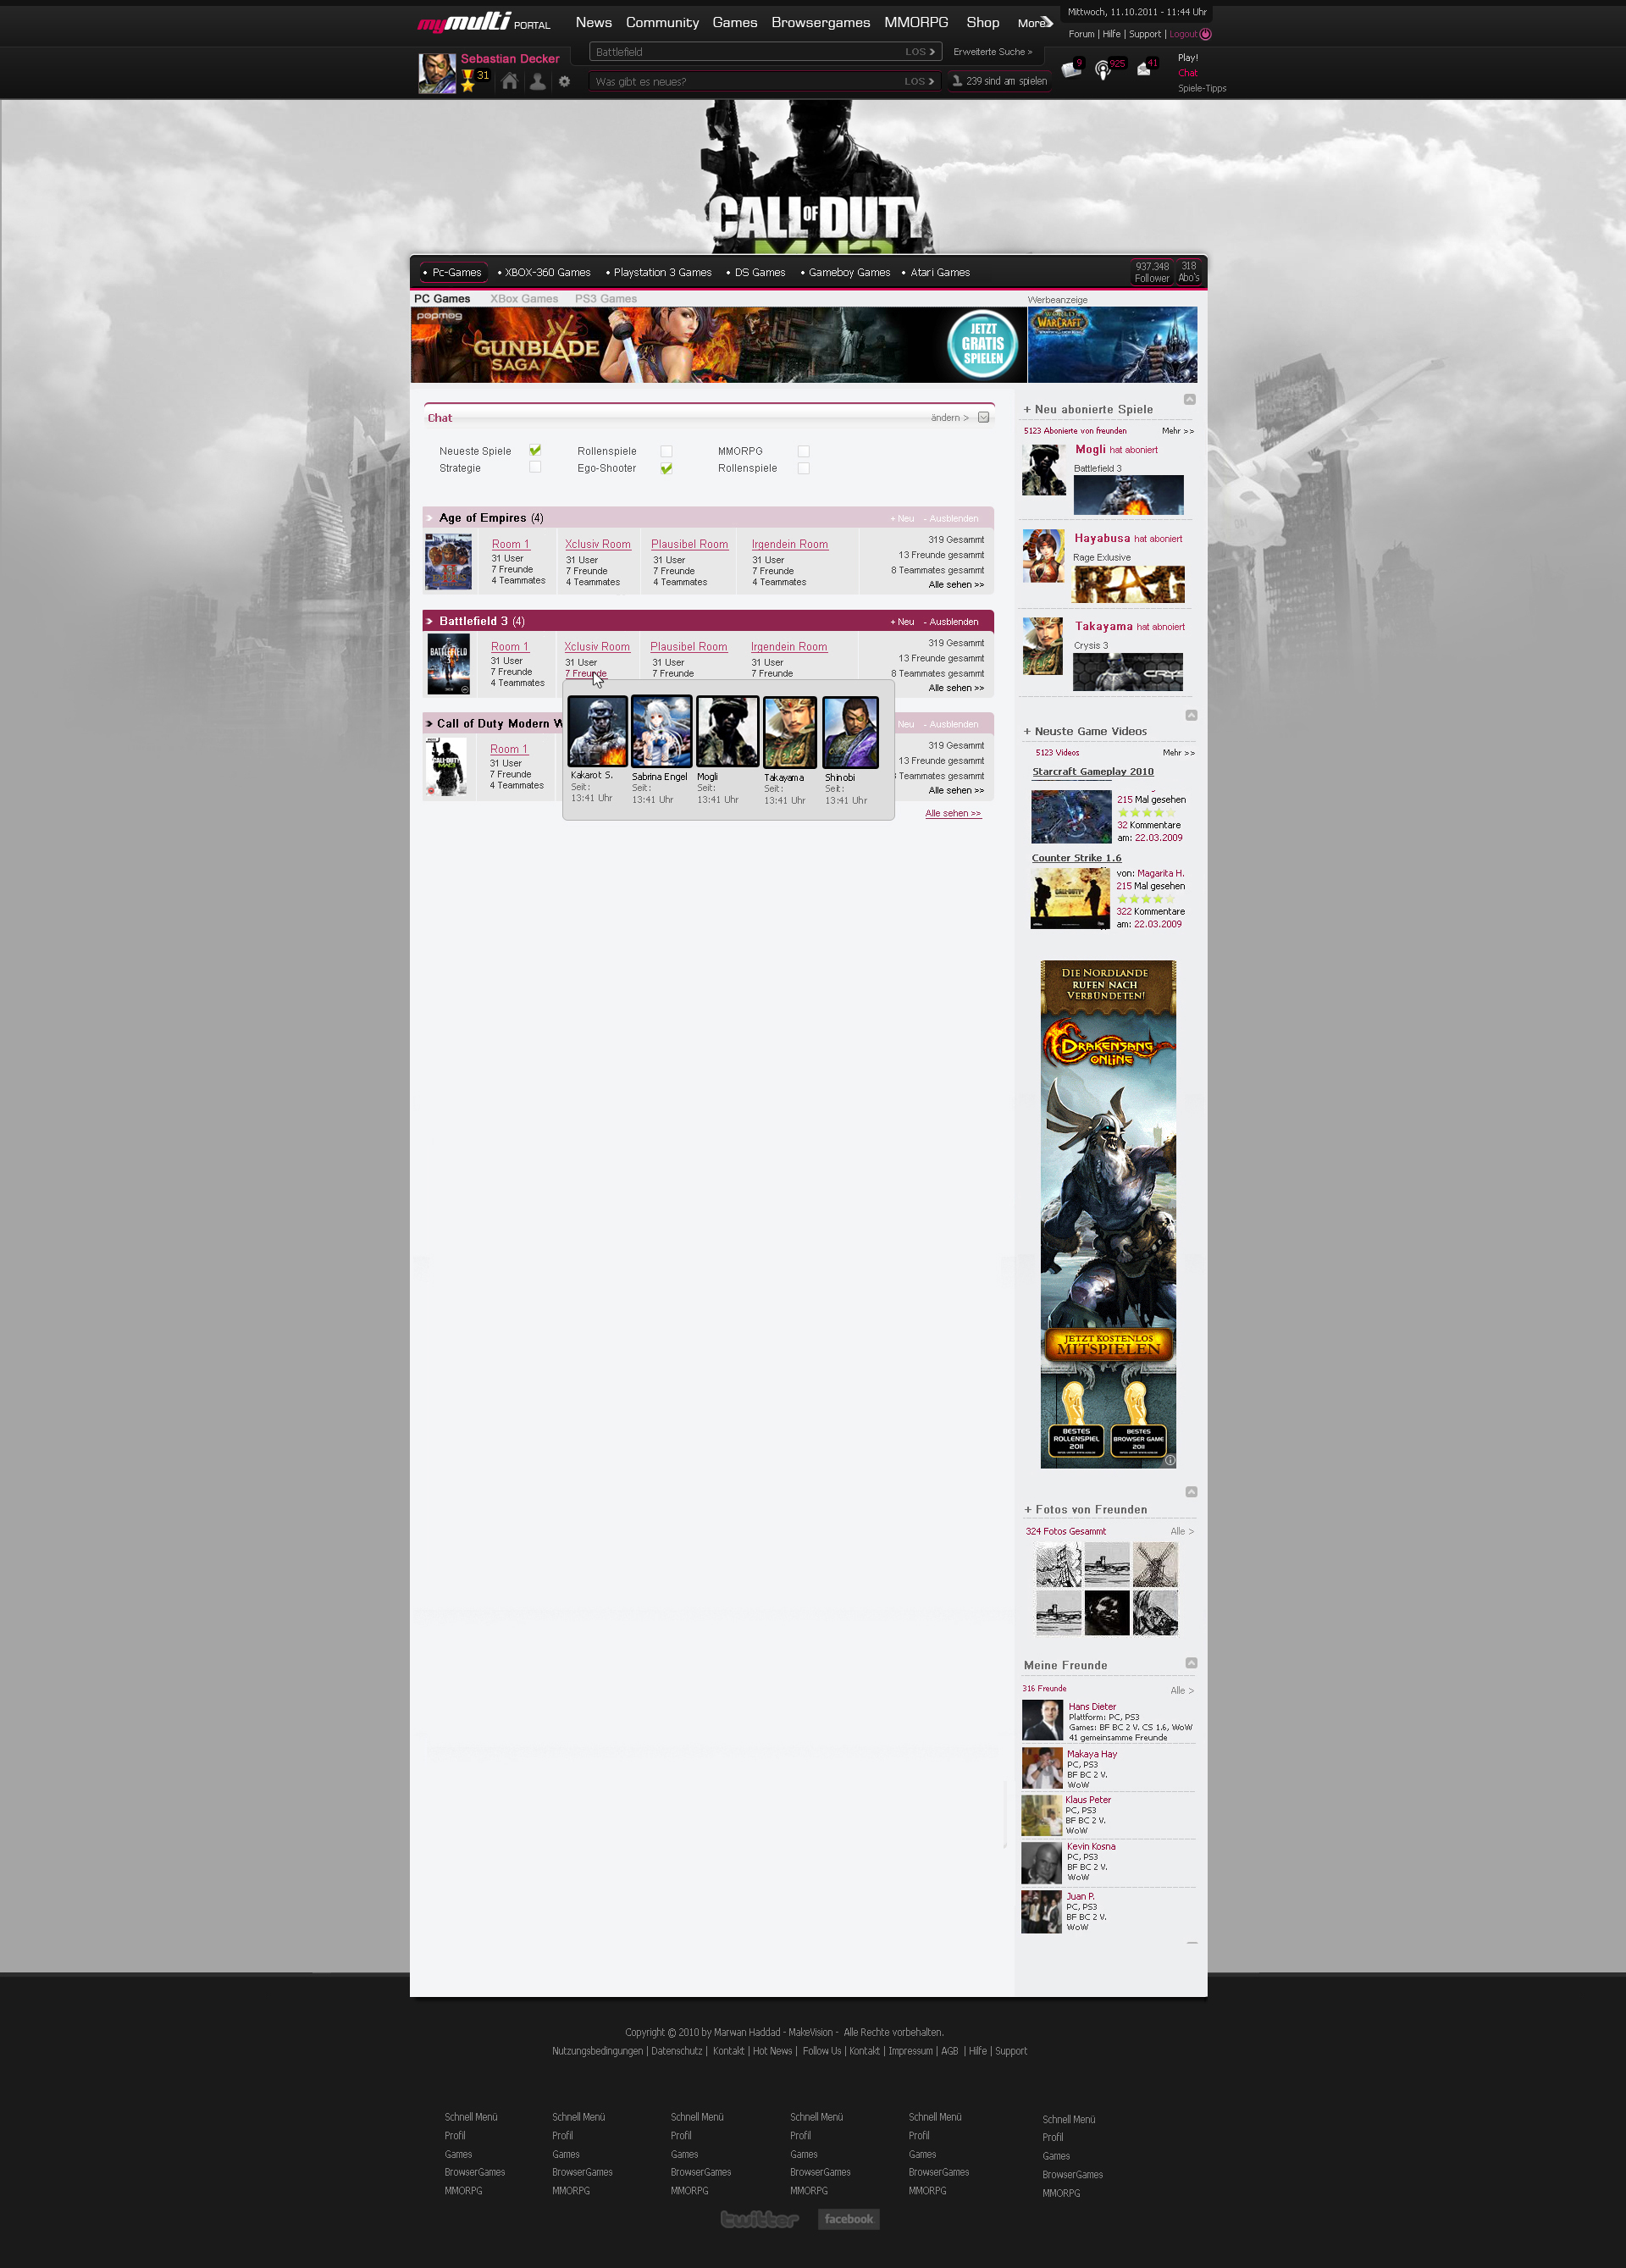 mymulti PORTAL
News Community Games Browsergames MMORPG Shop More
Mittwoch, 11.10.2011 - 11:44 Uhr
Forum | Hilfe | Support | Logout
Battlefield LOS
Erweiterte Suche >
Sebastian Decker
31
Was gibt es neues? LOS
239 sind am spielen
9
925
41
Play!
Chat
Spiele-Tipps
CALL OF DUTY
MW3
• Pc-Games • XBOX-360 Games • Playstation 3 Games • DS Games • Gameboy Games • Atari Games
937.348 Follower
318 Abo's
PC Games XBox Games PS3 Games
Werbeanzeige
popmog
GUNBLADE SAGA
JETZT GRATIS SPIELEN
WORLD OF WARCRAFT
Chat
ändern >
Neueste Spiele Rollenspiele MMORPG
Strategie Ego-Shooter Rollenspiele
Age of Empires (4)
+ Neu - Ausblenden
Room 1 Xclusiv Room Plausibel Room Irgendein Room
31 User 31 User 31 User 31 User
7 Freunde 7 Freunde 7 Freunde 7 Freunde
4 Teammates 4 Teammates 4 Teammates 4 Teammates
319 Gesammt
13 Freunde gesammt
8 Teammates gesammt
Alle sehen >>
Battlefield 3 (4)
+ Neu - Ausblenden
BATTLEFIELD
Room 1 Xclusiv Room Plausibel Room Irgendein Room
31 User 31 User 31 User 31 User
7 Freunde 7 Freunde 7 Freunde 7 Freunde
4 Teammates
319 Gesammt
13 Freunde gesammt
8 Teammates gesammt
Alle sehen >>
Call of Duty Modern W
Neu - Ausblenden
CALL OF DUTY
MW3
Room 1
31 User
7 Freunde
4 Teammates
319 Gesammt
13 Freunde gesammt
Teammates gesammt
Alle sehen >>
Kakarot S. Sabrina Engel Mogli Takayama Shinobi
Seit: Seit: Seit: Seit: Seit:
13:41 Uhr 13:41 Uhr 13:41 Uhr 13:41 Uhr 13:41 Uhr
Alle sehen >>
+ Neu abonierte Spiele
5123 Abonierte von freunden Mehr >>
Mogli hat aboniert
Battlefield 3
Hayabusa hat aboniert
Rage Exlusive
Takayama hat abnoiert
Crysis 3
CRYS
+ Neuste Game Videos
5123 Videos Mehr >>
Starcraft Gameplay 2010
215 Mal gesehen
32 Kommentare
am: 22.03.2009
Counter Strike 1.6
von: Magarita H.
215 Mal gesehen
322 Kommentare
am: 22.03.2009
CALL OF DUTY
DIE NORDLANDE
RUFEN NACH
VERBÜNDETEN!
DRAKENSANG
ONLINE
JETZT KOSTENLOS
MITSPIELEN
BESTES ROLLENSPIEL 2011
BESTES BROWSER GAME 2011
+ Fotos von Freunden
324 Fotos Gesammt Alle >
Meine Freunde
316 Freunde Alle >
Hans Dieter
Plattform: PC, PS3
Games: BF BC 2 V. CS 1.6, WoW
41 gemeinsamme Freunde
Makaya Hay
PC, PS3
BF BC 2 V.
WoW
Klaus Peter
PC, PS3
BF BC 2 V.
WoW
Kevin Kosna
PC, PS3
BF BC 2 V.
WoW
Juan P.
PC, PS3
BF BC 2 V.
WoW
Copyright © 2010 by Marwan Haddad - MakeVision - Alle Rechte vorbehalten.
Nutzungsbedingungen | Datenschutz | Kontakt | Hot News | Follow Us | Kontakt | Impressum | AGB | Hilfe | Support
Schnell Menü Schnell Menü Schnell Menü Schnell Menü Schnell Menü Schnell Menü
Profil Profil Profil Profil Profil Profil
Games Games Games Games Games Games
BrowserGames BrowserGames BrowserGames BrowserGames BrowserGames BrowserGames
MMORPG MMORPG MMORPG MMORPG MMORPG MMORPG
twitter facebook